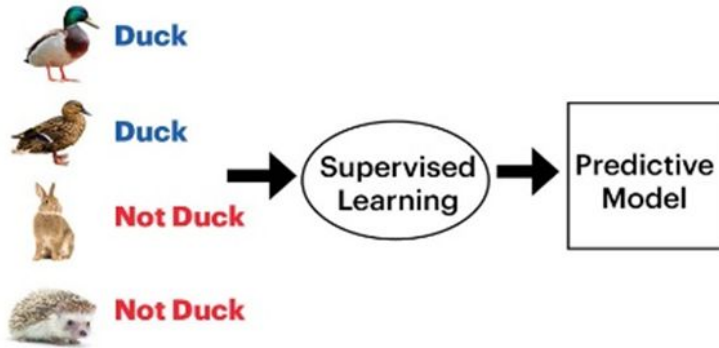 Duck
Duck
Not Duck
Not Duck
Supervised
Learning
Predictive
Model